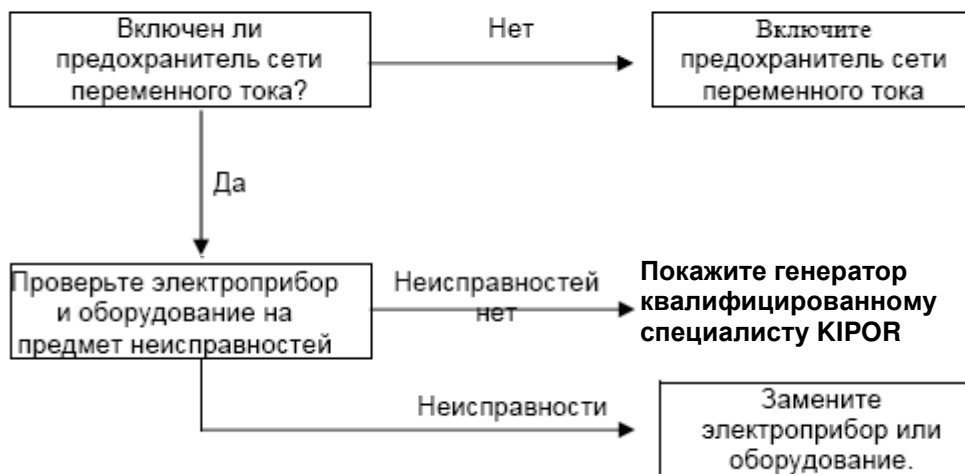 Включен ли
предохранитель сети
переменного тока?
Нет
Включите
предохранитель сети
переменного тока
Да
Проверьте электроприбор
и оборудование на
предмет неисправностей
Неисправностей
нет
Покажите генератор
квалифицированному
специалисту KIPOR
Неисправности
Замените
электроприбор или
оборудование.